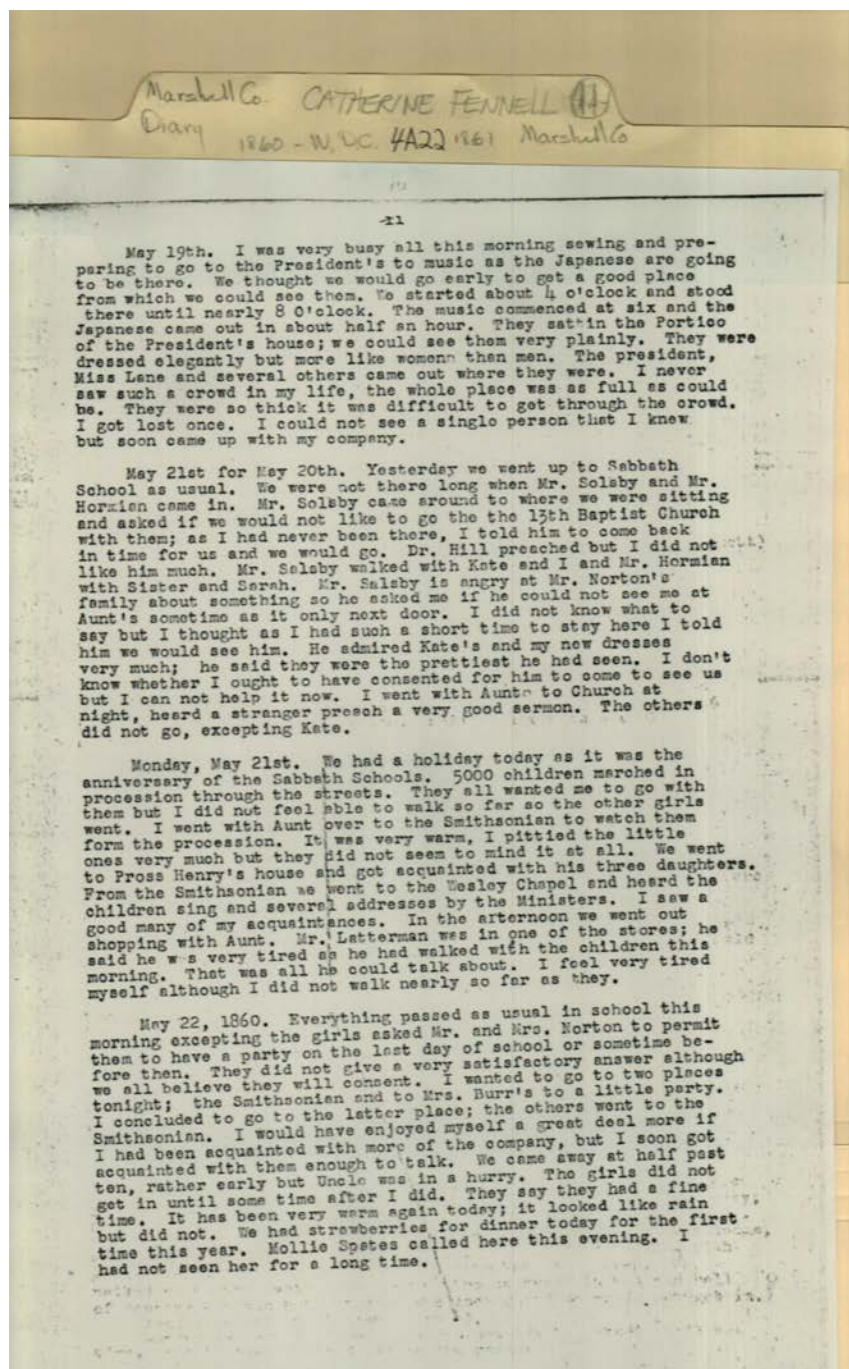 Marshall Co. CATHERINE FENNELL 11
Diary 1860 - W. D.C. 4A22 1861 Marshall Co
-11
May 19th. I was very busy all this morning sewing and pre-
paring to go to the President's to music as the Japanese are going
to be there. We thought we would go early to get a good place
from which we could see them. We started about 4 o'clock and stood
there until nearly 8 O'clock. The music commenced at six and the
Japanese came out in about half an hour. They sat in the Portico
of the President's house; we could see them very plainly. They were
dressed elegantly but more like women than men. The president,
Miss Lane and several others came out where they were. I never
saw such a crowd in my life, the whole place was as full as could
be. They were so thick it was difficult to get through the crowd.
I got lost once. I could not see a singlo person that I knew
but soon came up with my company.
May 21st for May 20th. Yesterday we went up to Sabbath
School as usual. We were not there long when Mr. Solsby and Mr.
Hormian came in. Mr. Solsby came around to where we were sitting
and asked if we would not like to go the the 13th Baptist Church
with them; as I had never been there, I told him to come back
in time for us and we would go. Dr. Hill preached but I did not
like him much. Mr. Salsby walked with Kate and I and Mr. Hormian
with Sister and Sarah. Mr. Salsby is angry at Mr. Norton's
family about something so he asked me if he could not see me at
Aunt's sometime as it only next door. I did not know what to
say but I thought as I had such a short time to stay here I told
him we would see him. He admired Kate's and my new dresses
very much; he said they were the prettiest he had seen. I don't
know whether I ought to have consented for him to come to see us
but I can not help it now. I went with Aunt to Church at
night, heard a stranger preach a very good sermon. The others
did not go, excepting Kate.
Monday, May 21st. We had a holiday today as it was the
anniversary of the Sabbath Schools. 5000 children marched in
procession through the streets. They all wanted me to go with
them but I did not feel able to walk so far so the other girls
went. I went with Aunt over to the Smithsonian to watch them
form the procession. It was very warm, I pittied the little
ones very much but they did not seem to mind it at all. We went
to Pross Henry's house and got acquainted with his three daughters.
From the Smithsonian we went to the Wesley Chapel and heard the
children sing and several addresses by the Ministers. I saw a
good many of my acquaintances. In the arternoon we went out
shopping with Aunt. Mr. Latterman was in one of the stores; he
said he was very tired as he had walked with the children this
morning. That was all he could talk about. I feel very tired
myself although I did not walk nearly so far as they.
May 22, 1860. Everything passed as usual in school this
morning excepting the girls asked Mr. and Mrs. Norton to permit
them to have a party on the last day of school or sometime be-
fore then. They did not give a very satisfactory answer although
we all believe they will consent. I wanted to go to two places
tonight; the Smithsonian and to Mrs. Burr's to a little party.
I concluded to go to the latter place; the others went to the
Smithsonian. I would have enjoyed myself a great deal more if
I had been acquainted with more of the company, but I soon got
acquainted with them enough to talk. We came away at half past
ten, rather early but Uncle was in a hurry. The girls did not
get in until some time after I did. They say they had a fine
time. It has been very warm again today; it looked like rain
but did not. We had strawberries for dinner today for the first
time this year. Mollie Spates called here this evening. I
had not seen her for a long time.